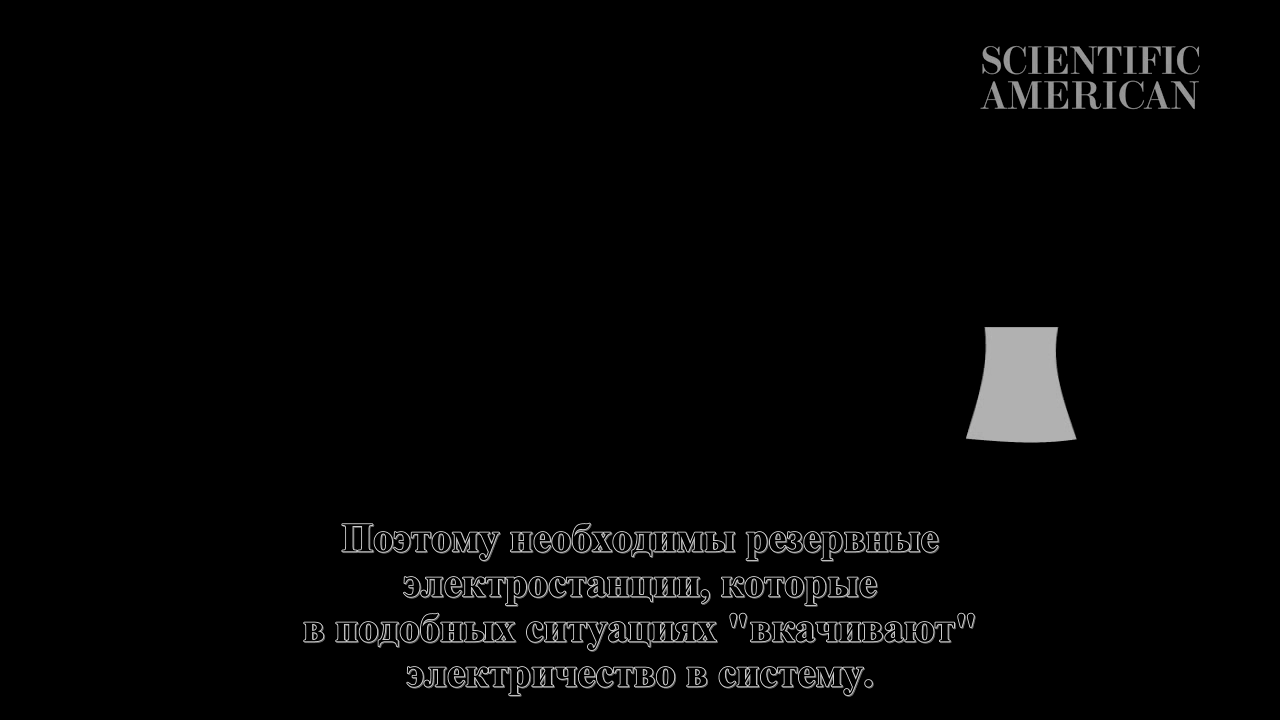 SCIENTIFIC
AMERICAN
Поэтому необходимы резервные
электростанции, которые
в подобных ситуациях "вкачивают"
электричество в систему.